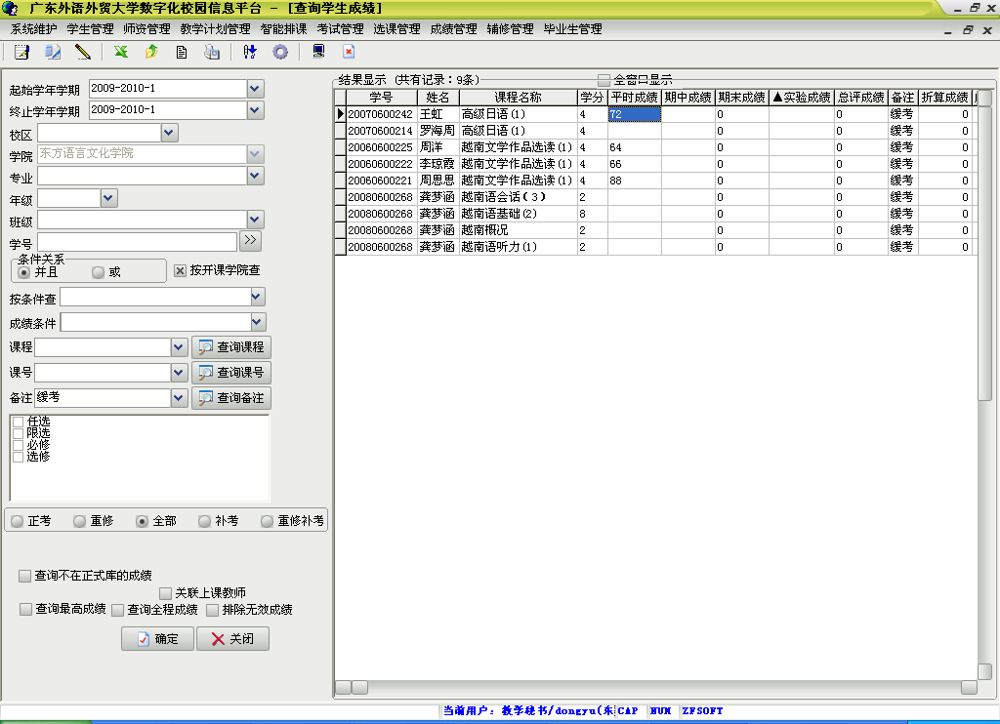 广东外语外贸大学数字化校园信息平台 - [查询学生成绩]
系统维护 学生管理 师资管理 教学计划管理 智能排课 考试管理 选课管理 成绩管理 辅修管理 毕业生管理
起始学年学期 2009-2010-1
终止学年学期 2009-2010-1
校区
学院 东方语言文化学院
专业
年级
班级
学号 >>
条件关系
并且 或 按开课学院查
按条件查
成绩条件
课程 查询课程
课号 查询课号
备注 缓考 查询备注
任选
限选
必修
选修
正考 重修 全部 补考 重修补考
查询不在正式库的成绩
关联上课教师
查询最高成绩 查询全程成绩 排除无效成绩
确定 关闭
结果显示 (共有记录:9条) 全窗口显示
学号 姓名 课程名称 学分 平时成绩 期中成绩 期末成绩 ▲实验成绩 总评成绩 备注 折算成绩
20070600242 王虹 高级日语(1) 4 72 0 0 缓考 0
20070600214 罗海周 高级日语(1) 4 0 0 缓考 0
20060600225 周洋 越南文学作品选读(1) 4 64 0 0 缓考 0
20060600222 李琼霞 越南文学作品选读(1) 4 66 0 0 缓考 0
20060600221 周思思 越南文学作品选读(1) 4 88 0 0 缓考 0
20080600268 龚梦涵 越南语会话(3) 2 0 0 缓考 0
20080600268 龚梦涵 越南语基础(2) 8 0 0 缓考 0
20080600268 龚梦涵 越南概况 2 0 0 缓考 0
20080600268 龚梦涵 越南语听力(1) 2 0 0 缓考 0
当前用户: 教学秘书/dongyu(东 CAP NUM ZFSOFT